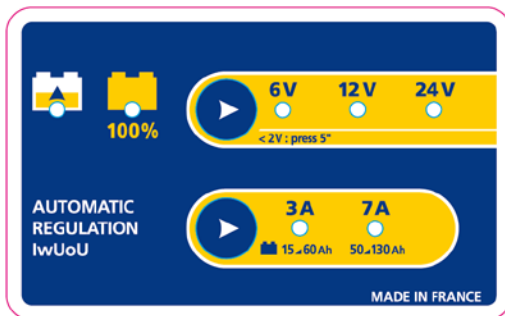 6V 12V 24V
100%
< 2V : press 5"
AUTOMATIC
REGULATION
IwUoU
3A 7A
15⊿60Ah 50⊿130Ah
MADE IN FRANCE